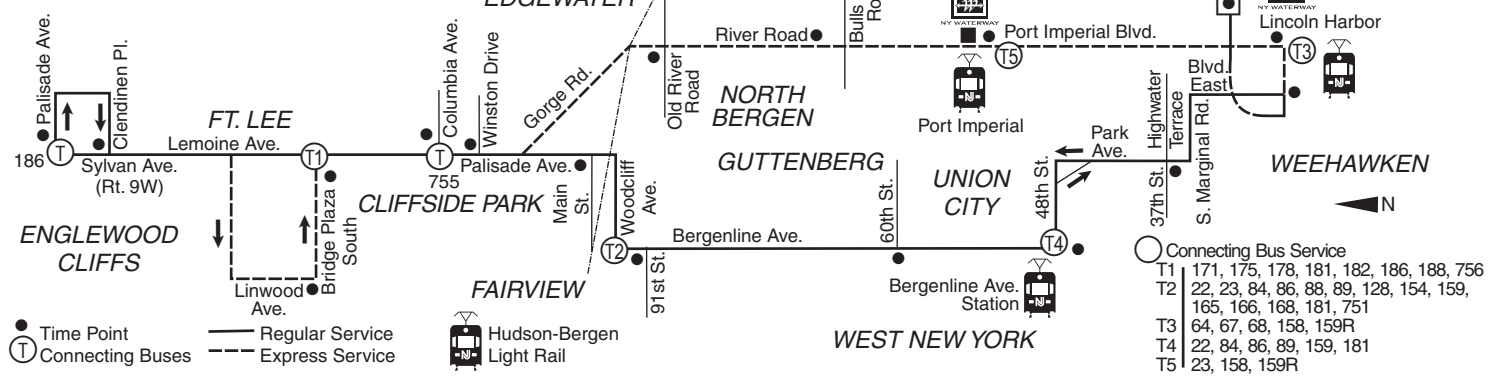 EDGEWATER
Bulls
Ro
NY WATERWAY
NY WATERWAY
Lincoln Harbor
Palisade Ave.
Clendinen Pl.
Columbia Ave.
Winston Drive
Gorge Rd.
River Road
Old River
Road
Port Imperial Blvd.
T5
T3
Blvd.
East
FT. LEE
NORTH
BERGEN
Port Imperial
Highwater
Terrace
S. Marginal Rd.
186
T
Lemoine Ave.
Sylvan Ave.
(Rt. 9W)
T1
T
755
Palisade Ave.
Park
Ave.
GUTTENBERG
WEEHAWKEN
CLIFFSIDE PARK
Main
St.
Woodcliff
Ave.
60th St.
UNION
CITY
48th St.
37th St.
N
ENGLEWOOD
CLIFFS
Bridge Plaza
South
T2
Bergenline Ave.
T4
91st St.
Linwood
Ave.
FAIRVIEW
Bergenline Ave.
Station
WEST NEW YORK
Time Point
T Connecting Buses
Regular Service
Express Service
Hudson-Bergen
Light Rail
Connecting Bus Service
T1 171, 175, 178, 181, 182, 186, 188, 756
T2 22, 23, 84, 86, 88, 89, 128, 154, 159,
165, 166, 168, 181, 751
T3 64, 67, 68, 158, 159R
T4 22, 84, 86, 89, 159, 181
T5 23, 158, 159R